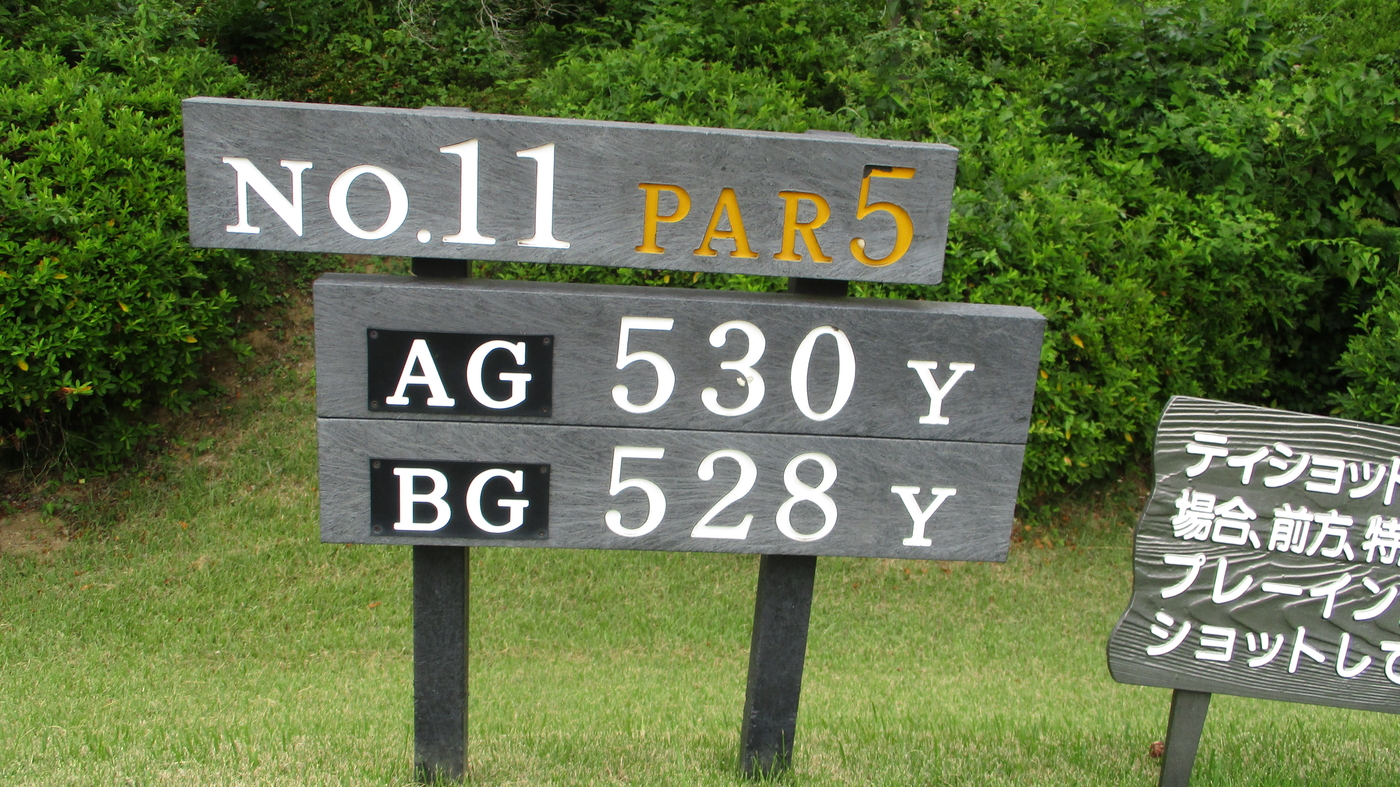 No.11 PAR5
AG 530 Y
BG 528 Y
ティショット
場合、前方、特
プレーイン
ショットして